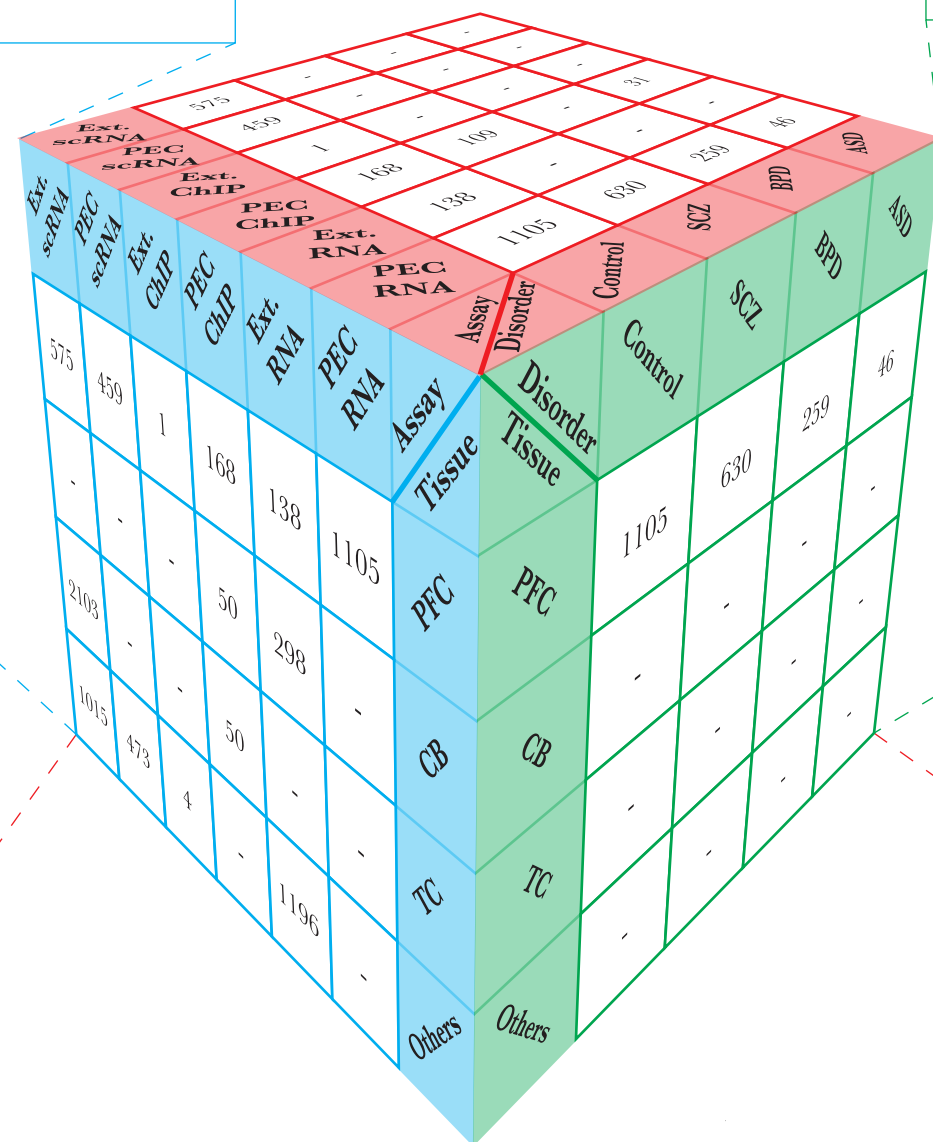 Ext.
scRNA
575 - - -
PEC
scRNA
459 - - -
Ext.
ChIP
1 - - -
PEC
ChIP
168 109 - 31
Ext.
RNA
138 - - -
PEC
RNA
1105 630 259 46
Assay
Disorder
Control
SCZ
BPD
ASD
Ext.
scRNA
PEC
scRNA
Ext.
ChIP
PEC
ChIP
Ext.
RNA
PEC
RNA
Assay
Tissue
575 459 1 168 138 1105 PFC
- - - 50 298 - CB
2103 - - 50 - - TC
1015 473 4 - 1196 - Others
Disorder
Tissue
Control SCZ BPD ASD
PFC 1105 630 259 46
CB - - - -
TC - - - -
Others - - - -